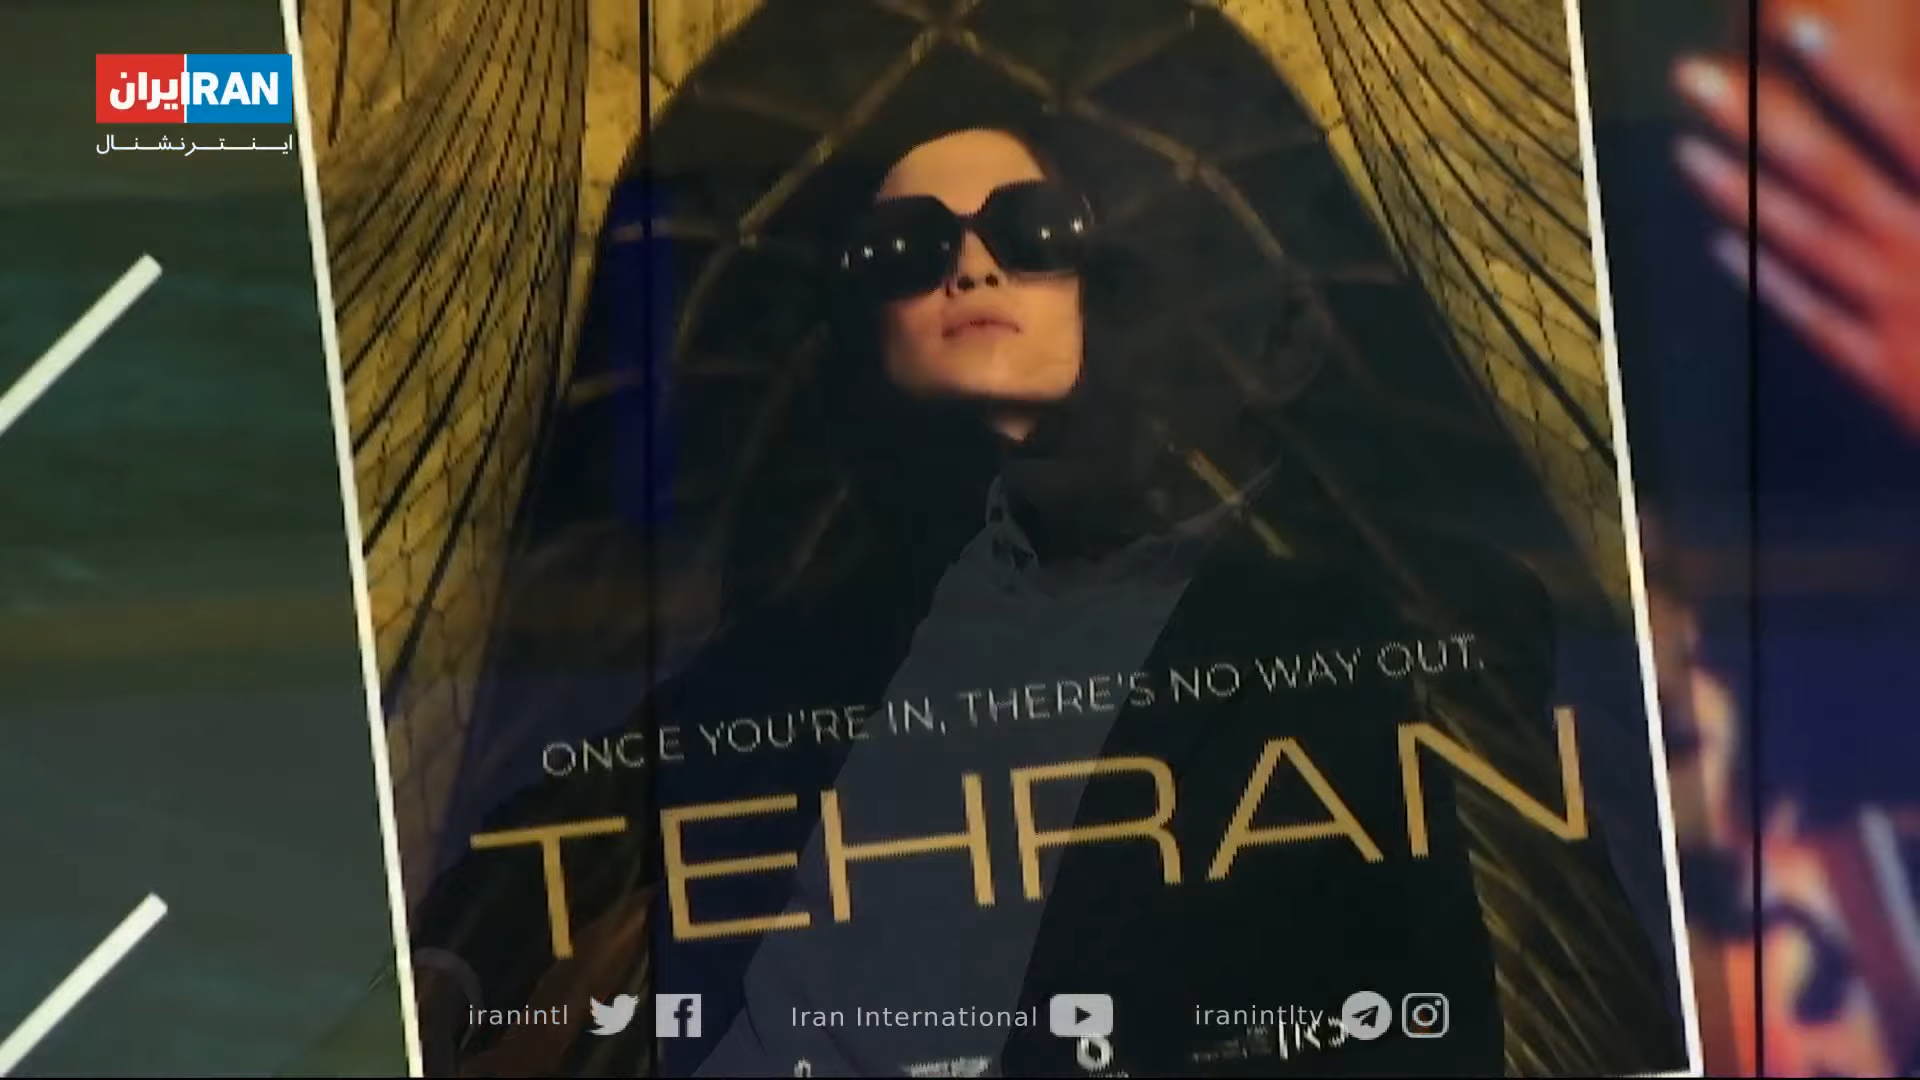 ایران IRAN
اینترنشنال
ONCE YOU'RE IN, THERE'S NO WAY OUT.
TEHRAN
iranintl
Iran International
iranintltv